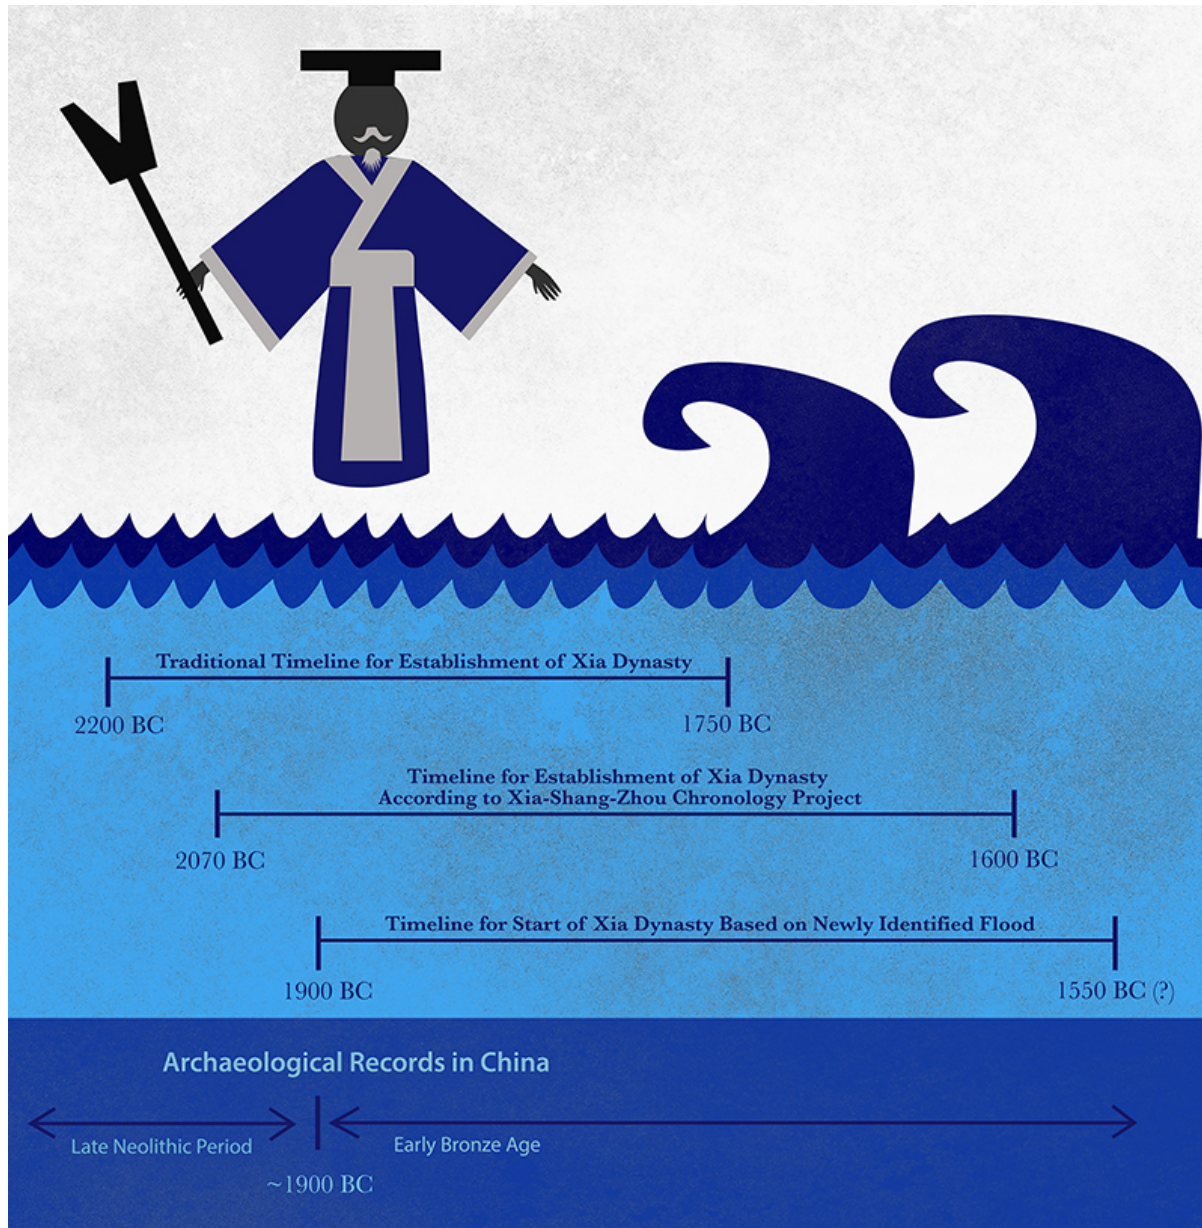 Traditional Timeline for Establishment of Xia Dynasty
2200 BC
1750 BC
Timeline for Establishment of Xia Dynasty
According to Xia-Shang-Zhou Chronology Project
2070 BC
1600 BC
Timeline for Start of Xia Dynasty Based on Newly Identified Flood
1900 BC
1550 BC (?)
Archaeological Records in China
Late Neolithic Period
Early Bronze Age
~1900 BC